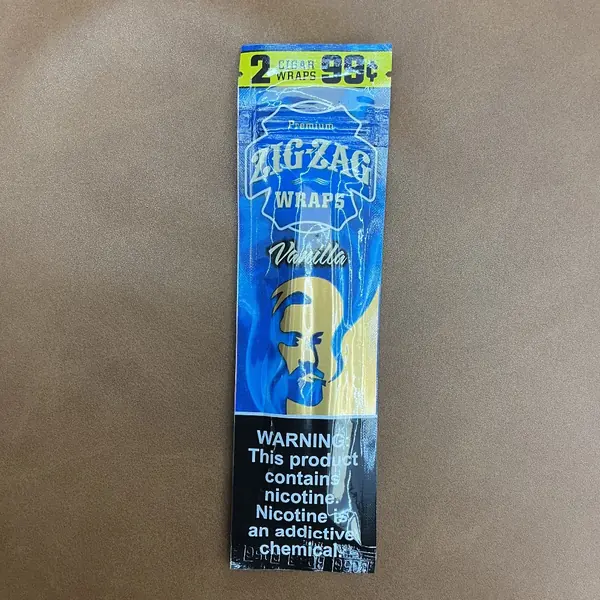 2 CIGAR WRAPS 99¢
Premium
ZIG-ZAG
WRAPS
Vanilla
WARNING:
This product
contains
nicotine.
Nicotine is
an addictive
chemical.